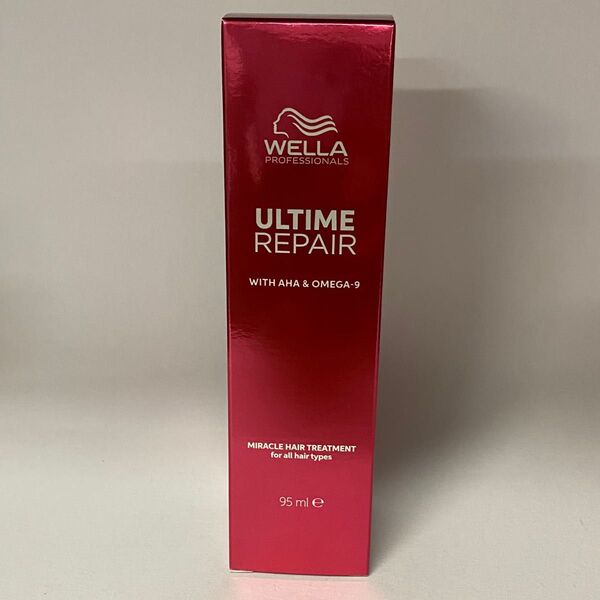 WELLA
PROFESSIONALS
ULTIME
REPAIR
WITH AHA & OMEGA-9
MIRACLE HAIR TREATMENT
for all hair types
95 ml ℮